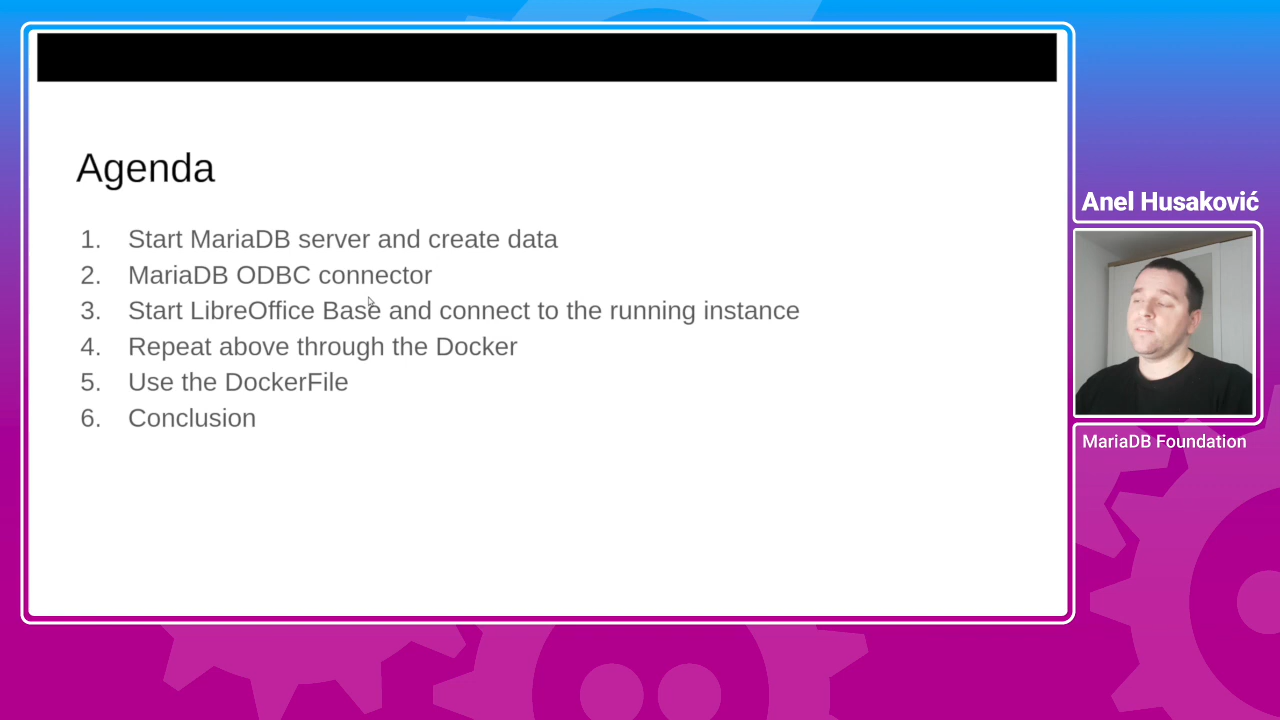 Agenda
1. Start MariaDB server and create data
2. MariaDB ODBC connector
3. Start LibreOffice Base and connect to the running instance
4. Repeat above through the Docker
5. Use the DockerFile
6. Conclusion
Anel Husaković
MariaDB Foundation